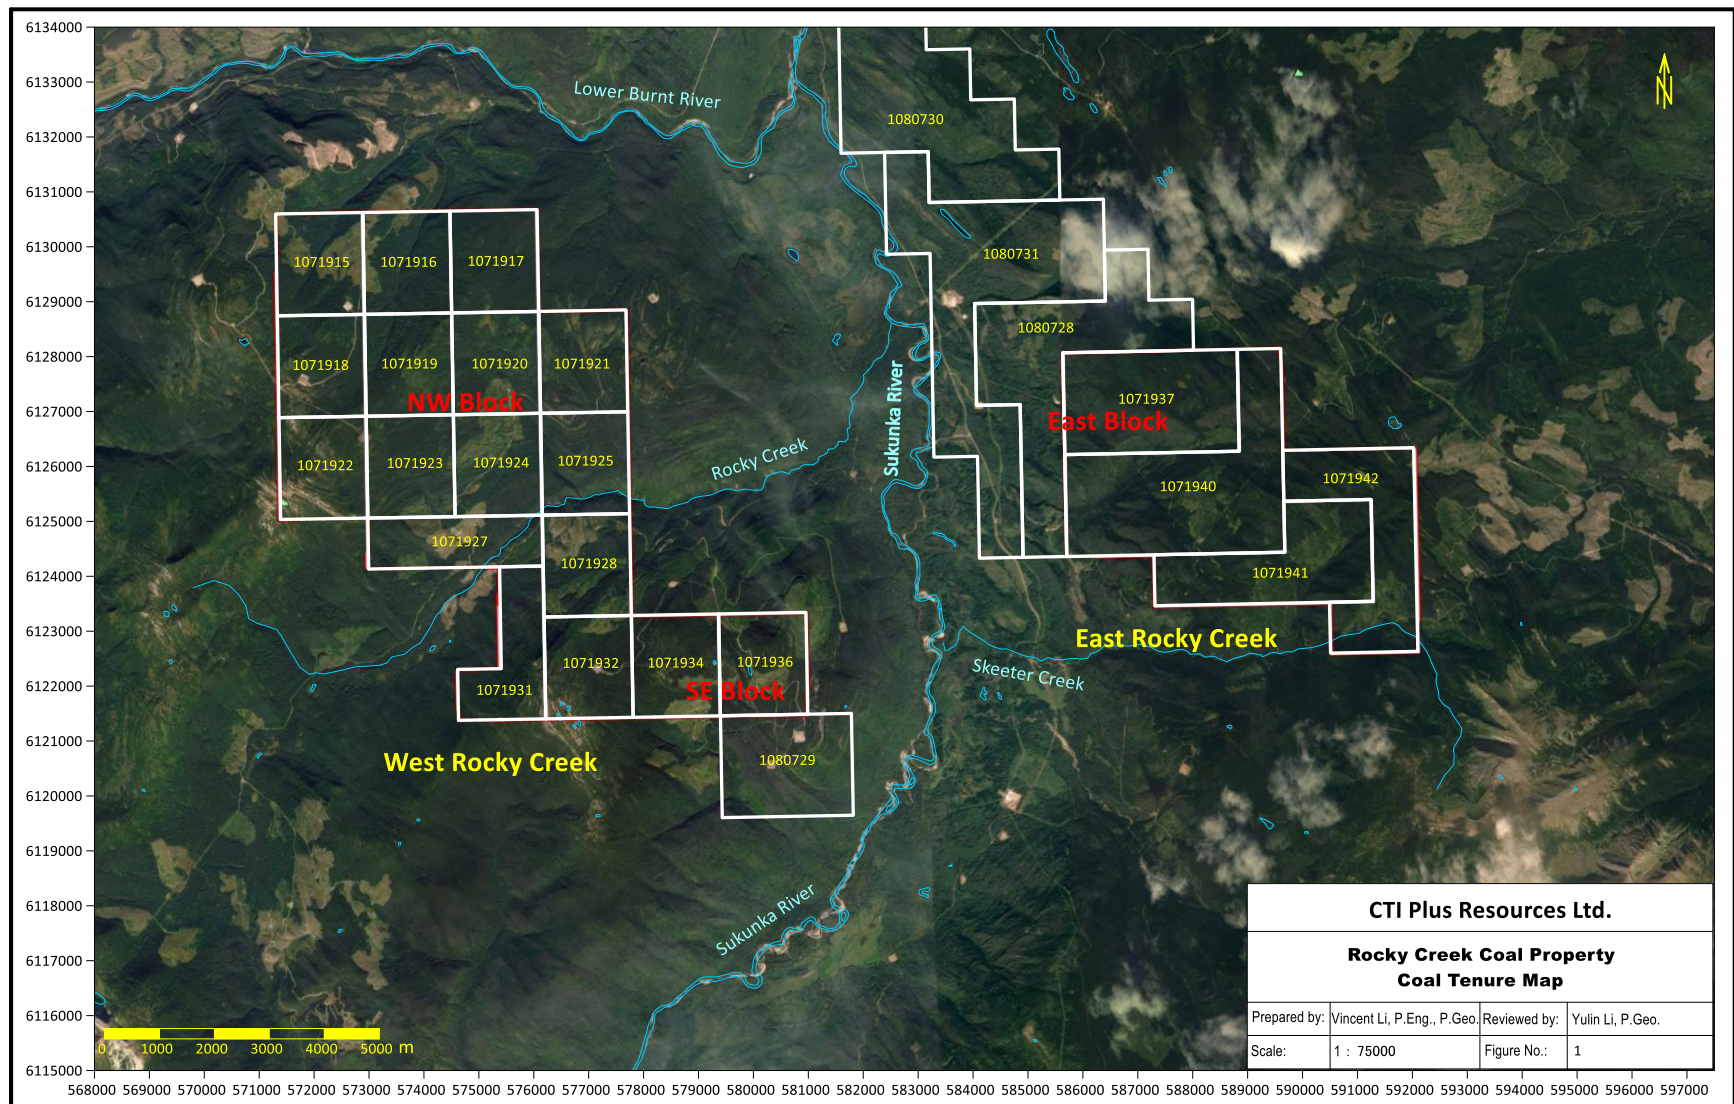 6134000
6133000
6132000
6131000
6130000
6129000
6128000
6127000
6126000
6125000
6124000
6123000
6122000
6121000
6120000
6119000
6118000
6117000
6116000
6115000
N
Lower Burnt River
1080730
1071915 1071916 1071917
1080731
1071918 1071919 1071920 1071921
1080728
NW Block
Sukunka River
1071937
East Block
1071922 1071923 1071924 1071925
Rocky Creek
1071940
1071942
1071927
1071928
1071941
East Rocky Creek
1071932 1071934 1071936
Skeeter Creek
1071931
SE Block
West Rocky Creek
1080729
Sukunka River
0 1000 2000 3000 4000 5000 m
CTI Plus Resources Ltd.
Rocky Creek Coal Property
Coal Tenure Map
Prepared by: Vincent Li, P.Eng., P.Geo. Reviewed by: Yulin Li, P.Geo.
Scale: 1 : 75000 Figure No.: 1
568000 569000 570000 571000 572000 573000 574000 575000 576000 577000 578000 579000 580000 581000 582000 583000 584000 585000 586000 587000 588000 589000 590000 591000 592000 593000 594000 595000 596000 597000